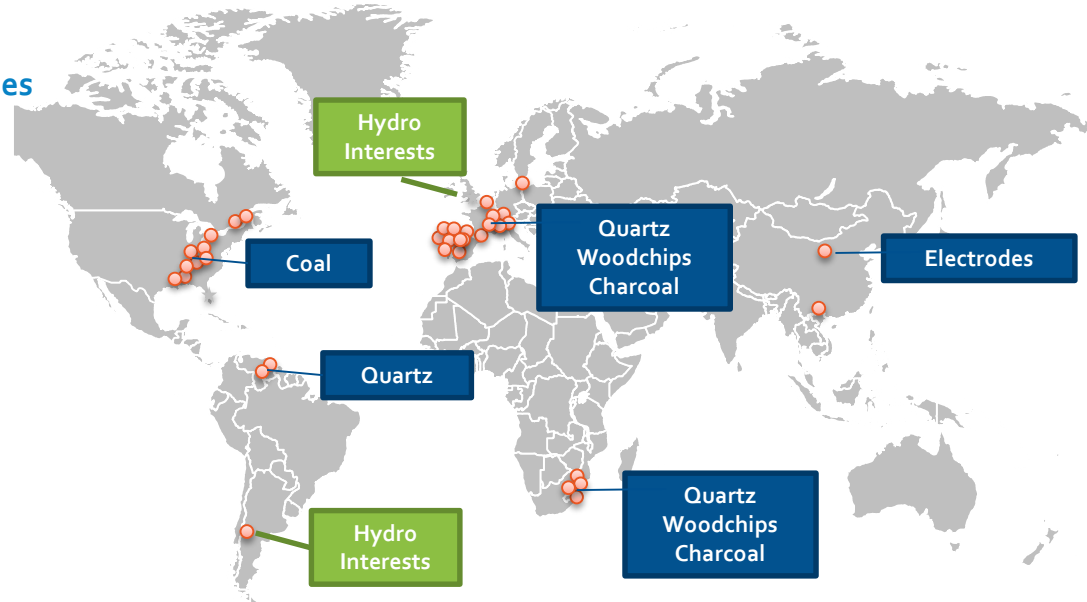 es
Hydro
Interests
Quartz
Woodchips
Charcoal
Electrodes
Coal
Quartz
Quartz
Woodchips
Charcoal
Hydro
Interests